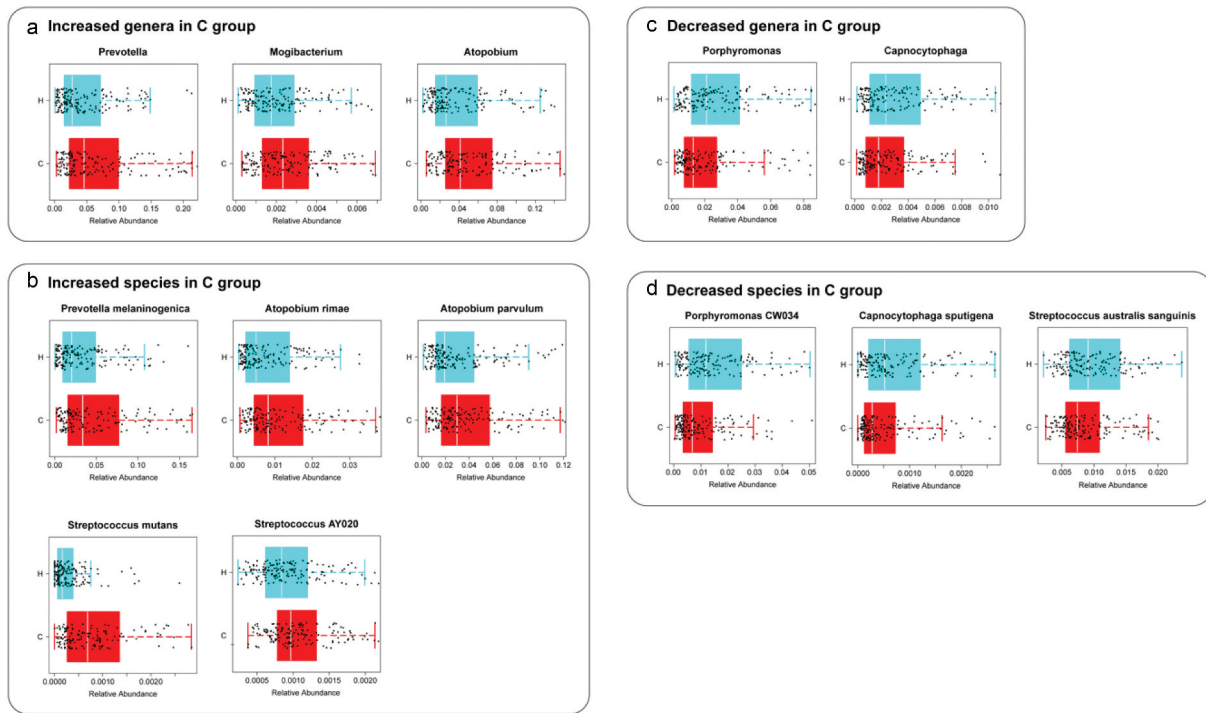 a Increased genera in C group
Prevotella
Mogibacterium
Atopobium
H
C
0.00 0.05 0.10 0.15 0.20
Relative Abundance
H
C
0.000 0.002 0.004 0.006
Relative Abundance
H
C
0.00 0.04 0.08 0.12
Relative Abundance
c Decreased genera in C group
Porphyromonas
Capnocytophaga
H
C
0.00 0.02 0.04 0.06 0.08
Relative Abundance
H
C
0.000 0.002 0.004 0.006 0.008 0.010
Relative Abundance
b Increased species in C group
Prevotella melaninogenica
Atopobium rimae
Atopobium parvulum
H
C
0.00 0.05 0.10 0.15
Relative Abundance
H
C
0.00 0.01 0.02 0.03
Relative Abundance
H
C
0.00 0.02 0.04 0.06 0.08 0.10 0.12
Relative Abundance
Streptococcus mutans
Streptococcus AY020
H
C
0.0000 0.0010 0.0020
Relative Abundance
H
C
0.0005 0.0010 0.0015 0.0020
Relative Abundance
d Decreased species in C group
Porphyromonas CW034
Capnocytophaga sputigena
Streptococcus australis sanguinis
H
C
0.00 0.01 0.02 0.03 0.04 0.05
Relative Abundance
H
C
0.0000 0.0010 0.0020
Relative Abundance
H
C
0.005 0.010 0.015 0.020
Relative Abundance